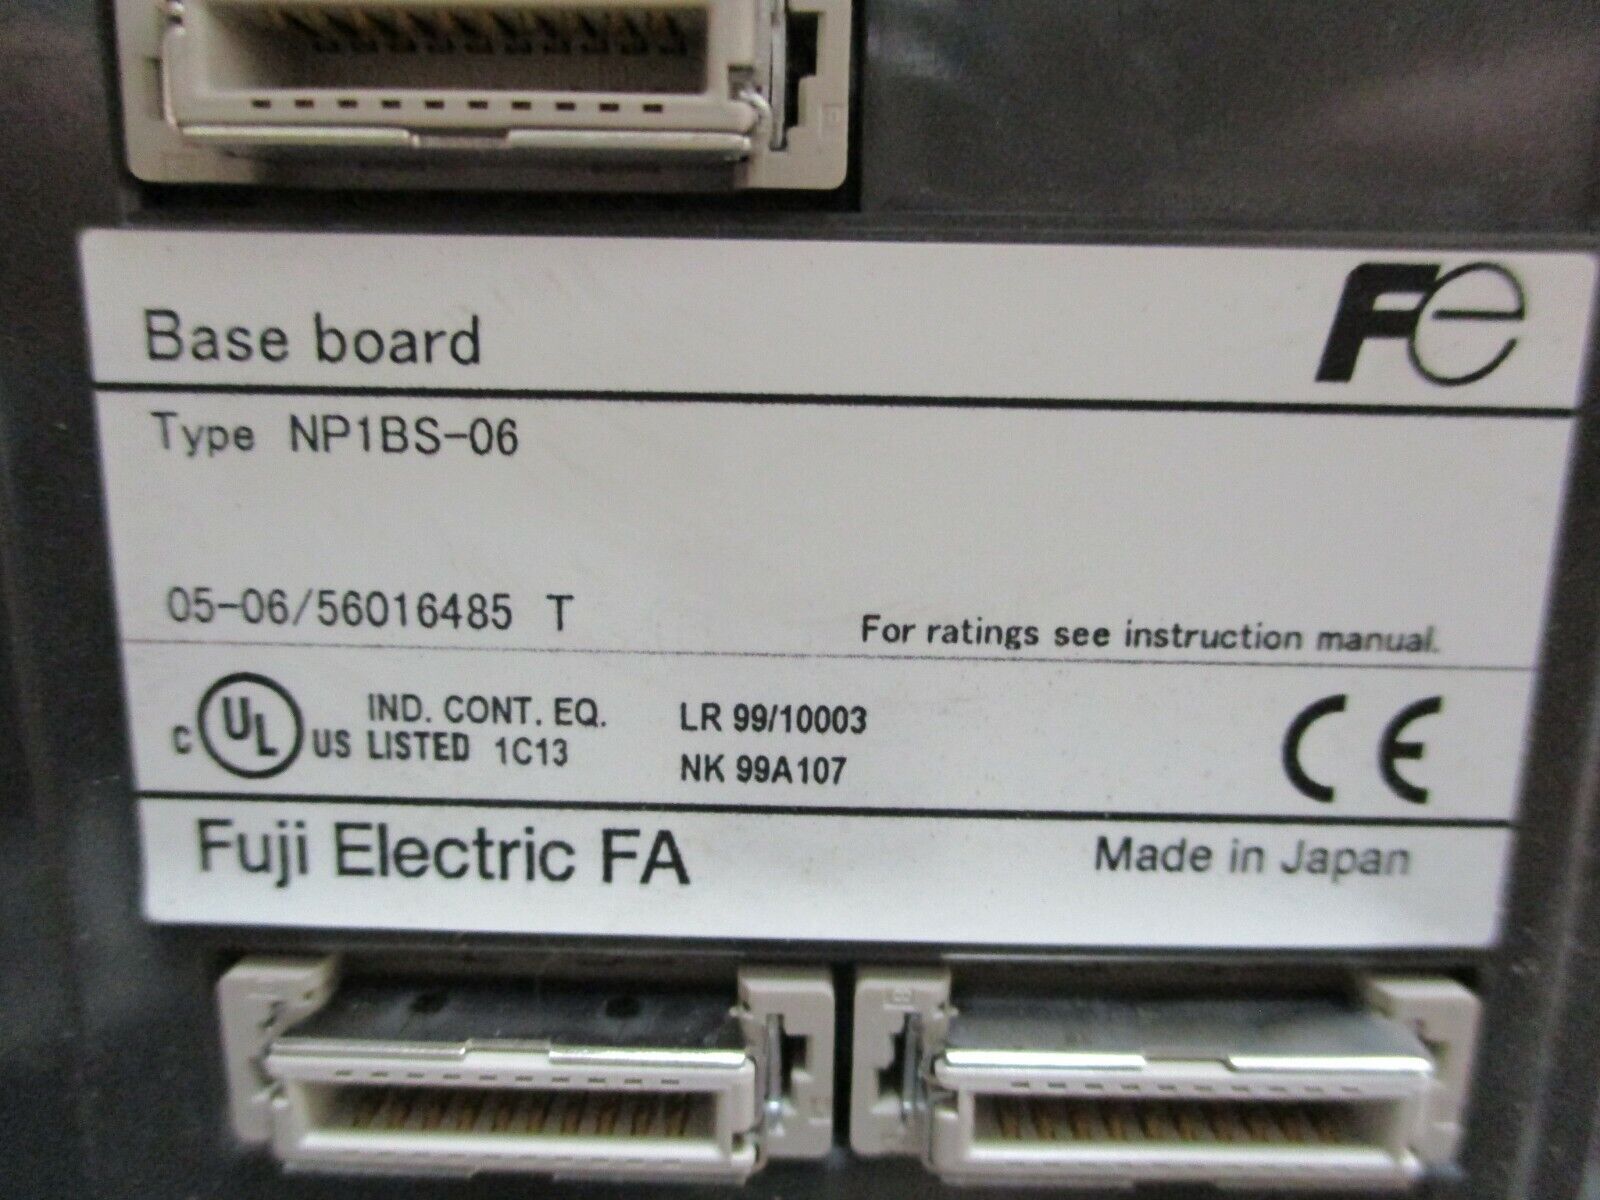 Base board
Fe
Type NP1BS-06
05-06/56016485 T
For ratings see instruction manual.
C UL US
IND. CONT. EQ.
LISTED 1C13
LR 99/10003
NK 99A107
CE
Fuji Electric FA
Made in Japan